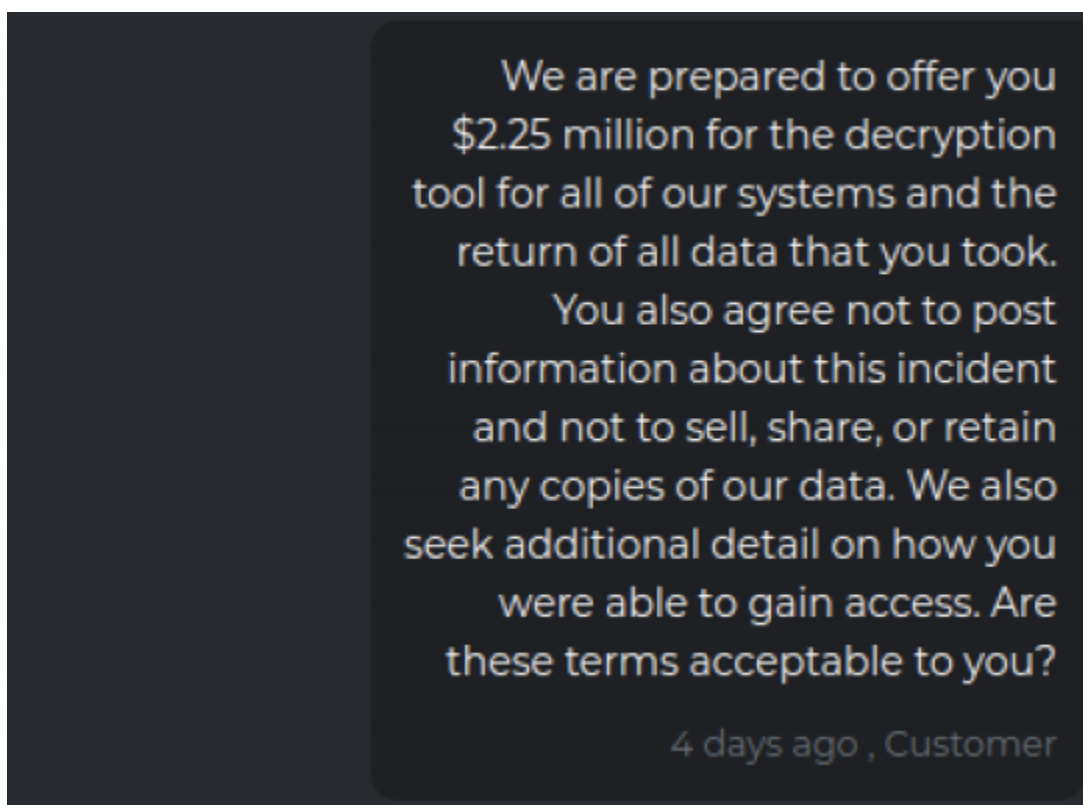 We are prepared to offer you
$2.25 million for the decryption
tool for all of our systems and the
return of all data that you took.
You also agree not to post
information about this incident
and not to sell, share, or retain
any copies of our data. We also
seek additional detail on how you
were able to gain access. Are
these terms acceptable to you?
4 days ago , Customer